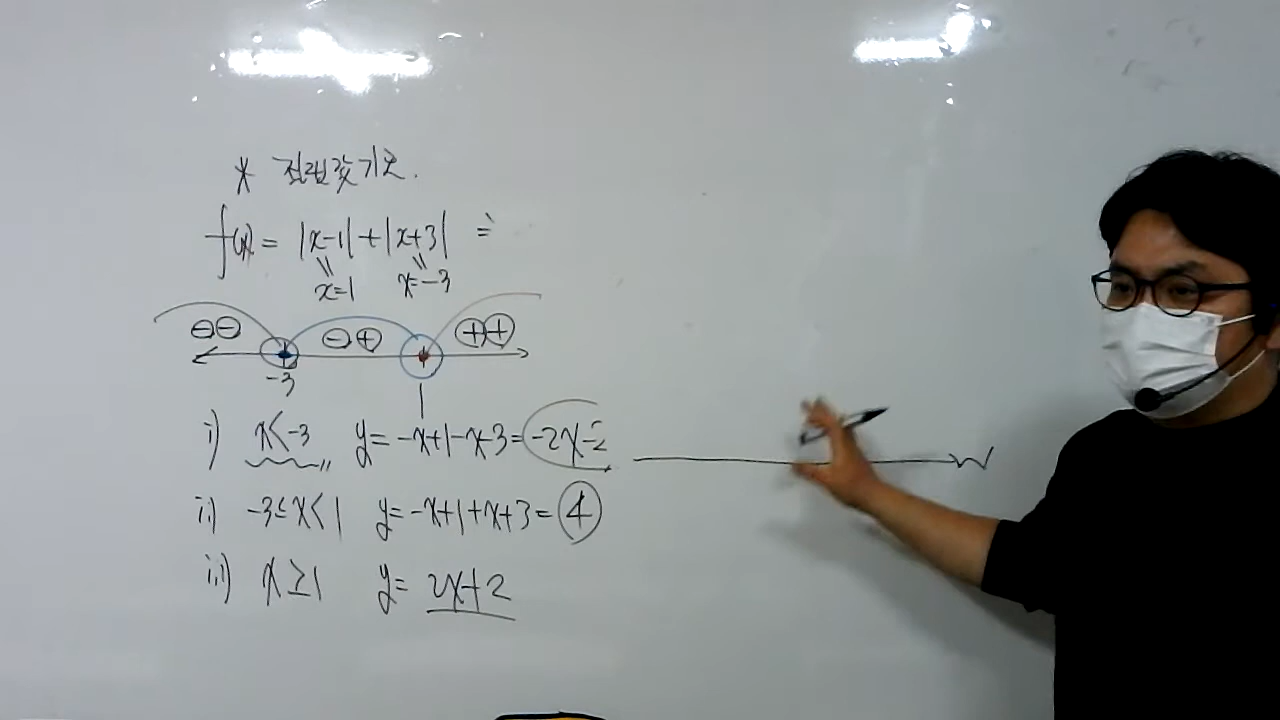 * 절댓값 기호.
f(x) = |x-1| + |x+3| =
x=1 x=-3
⊖⊖ ⊖⊕ ⊕⊕
-3 1
i) x<-3 y= -x+1-x-3= -2x-2
ii) -3≤x<1 y= -x+1+x+3= 4
iii) x≥1 y= 2x+2